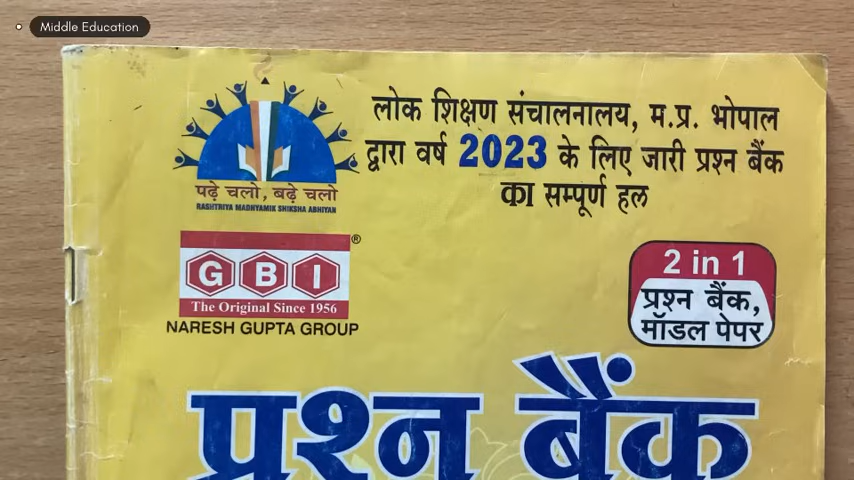 Middle Education
लोक शिक्षण संचालनालय, म.प्र. भोपाल
द्वारा वर्ष 2023 के लिए जारी प्रश्न बैंक
का सम्पूर्ण हल
पढ़े चलो, बढ़े चलो
RASHTRIYA MADHYAMIK SHIKSHA ABHIYAN
GBI ®
The Original Since 1956
NARESH GUPTA GROUP
2 in 1
प्रश्न बैंक,
मॉडल पेपर
प्रश्न बैंक